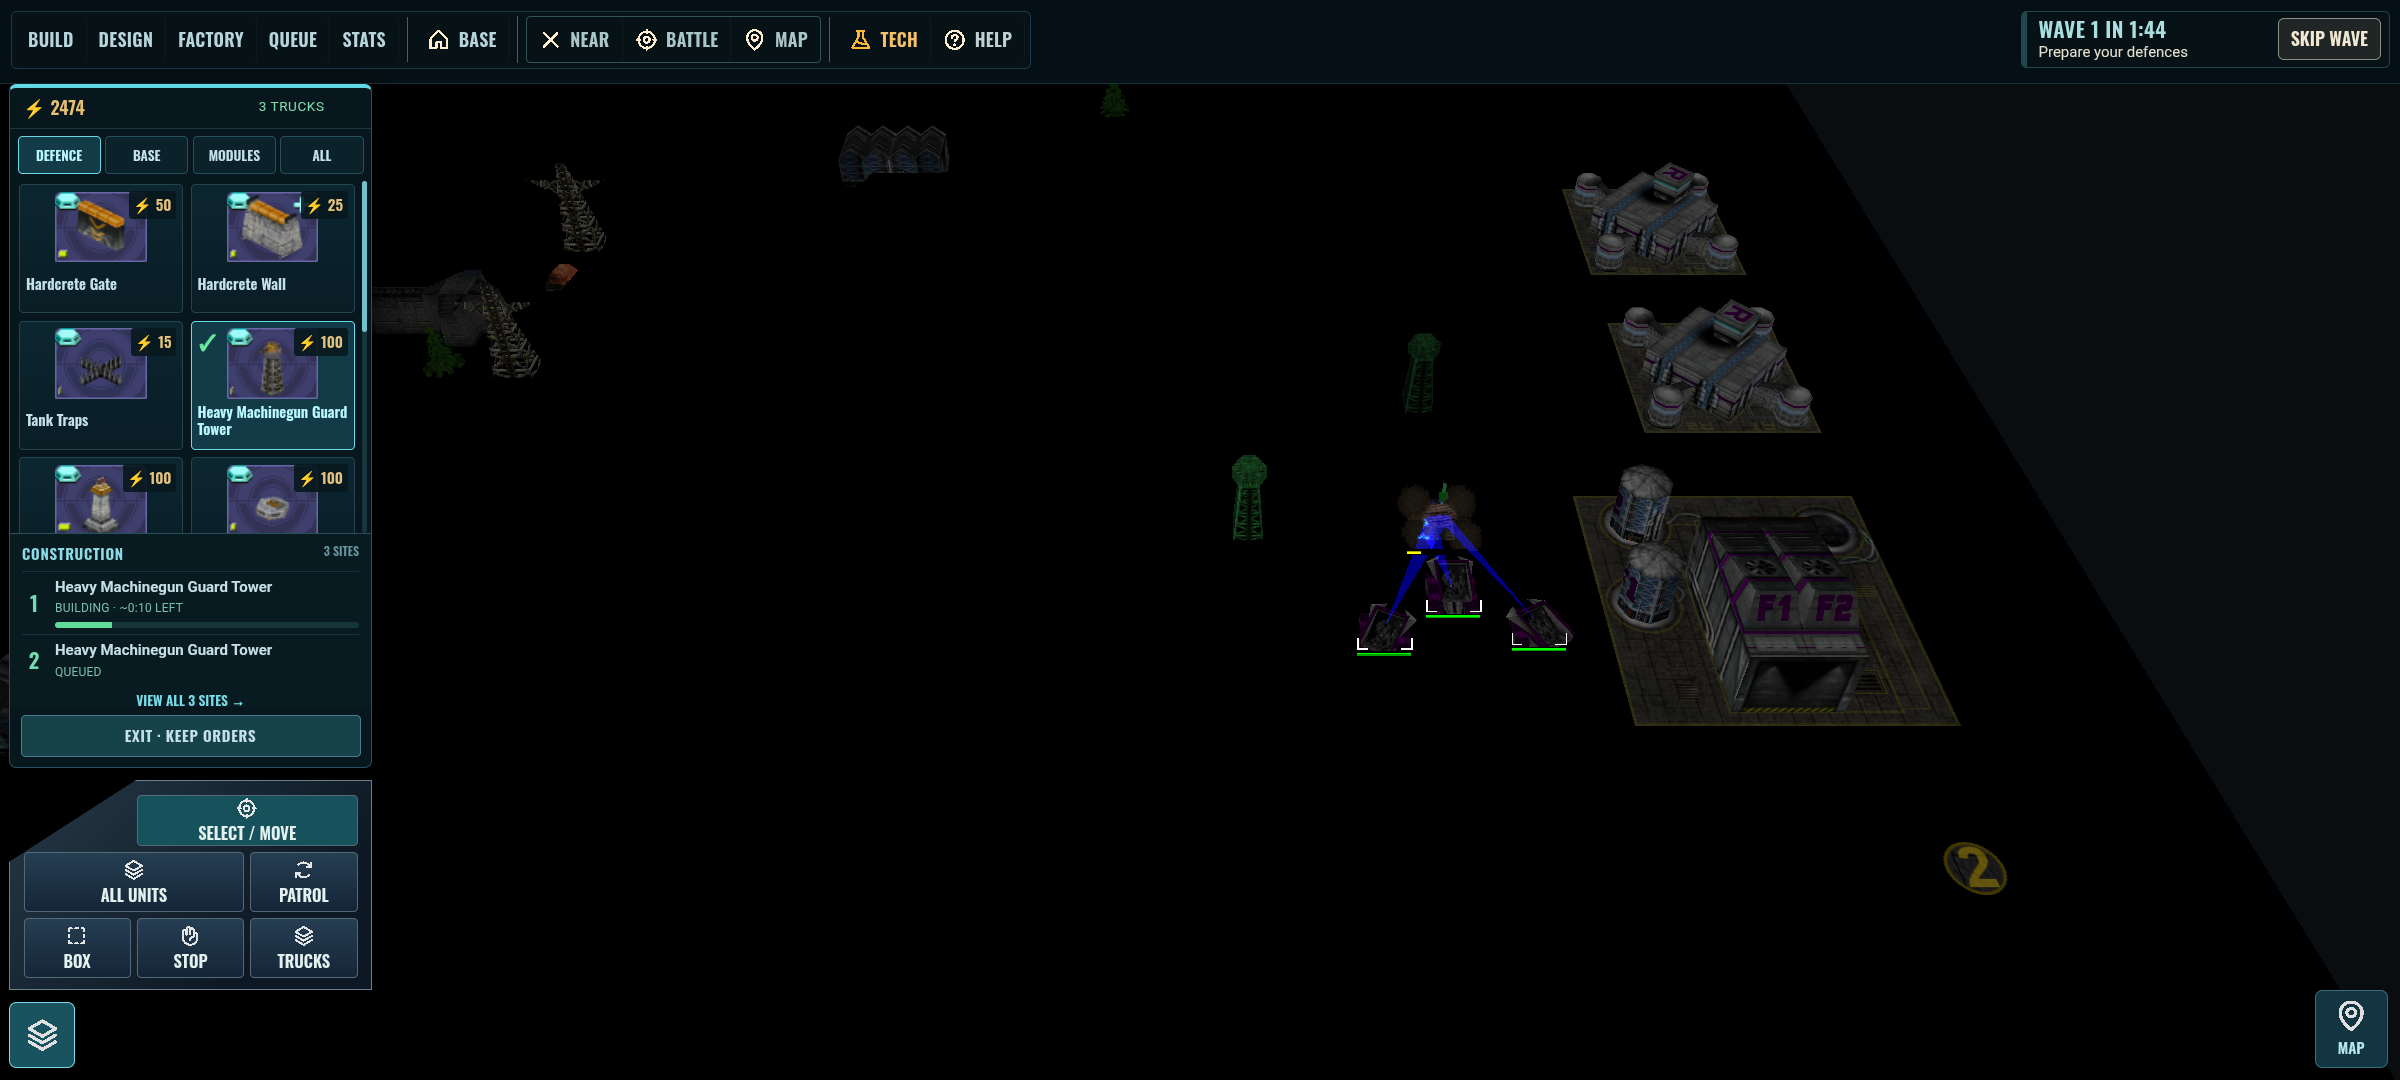 BUILD DESIGN FACTORY QUEUE STATS BASE NEAR BATTLE MAP TECH HELP
WAVE 1 IN 1:44
Prepare your defences
SKIP WAVE
2474
3 TRUCKS
DEFENCE BASE MODULES ALL
50
Hardcrete Gate
25
Hardcrete Wall
15
Tank Traps
100
Heavy Machinegun Guard
Tower
100
100
CONSTRUCTION
3 SITES
1
Heavy Machinegun Guard Tower
BUILDING · ~0:10 LEFT
2
Heavy Machinegun Guard Tower
QUEUED
VIEW ALL 3 SITES →
EXIT · KEEP ORDERS
SELECT / MOVE
ALL UNITS
PATROL
BOX
STOP
TRUCKS
R
R
F1 F2
2
MAP